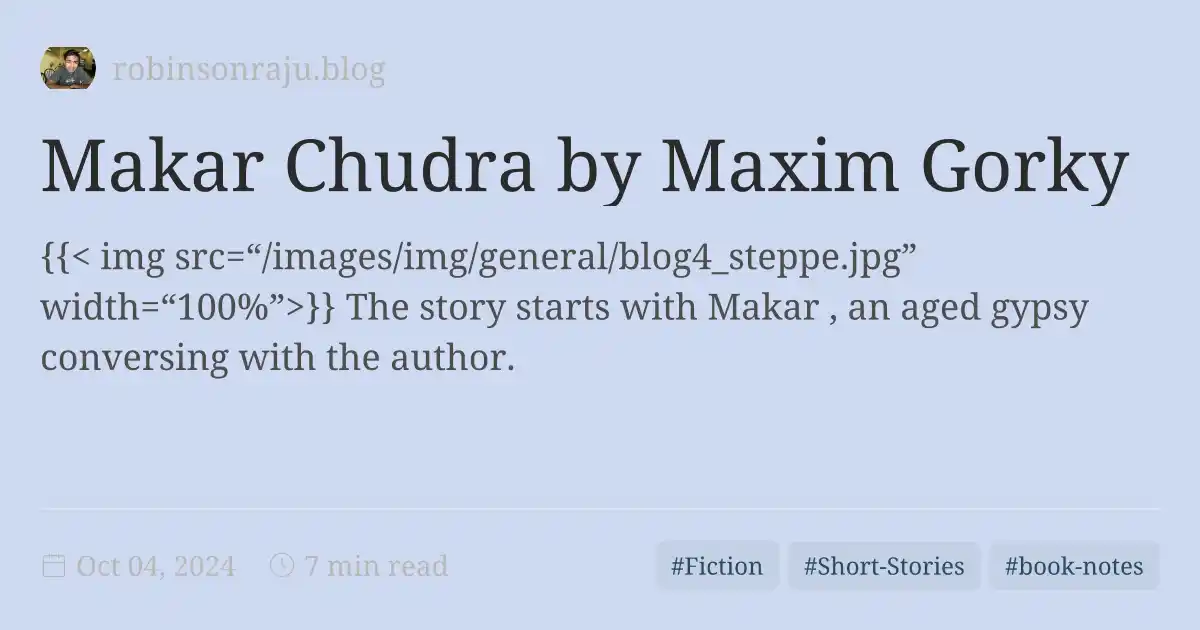 robinsonraju.blog
Makar Chudra by Maxim Gorky
{{< img src=“/images/img/general/blog4_steppe.jpg”
width=“100%”>}} The story starts with Makar , an aged gypsy
conversing with the author.
Oct 04, 2024 7 min read #Fiction #Short-Stories #book-notes